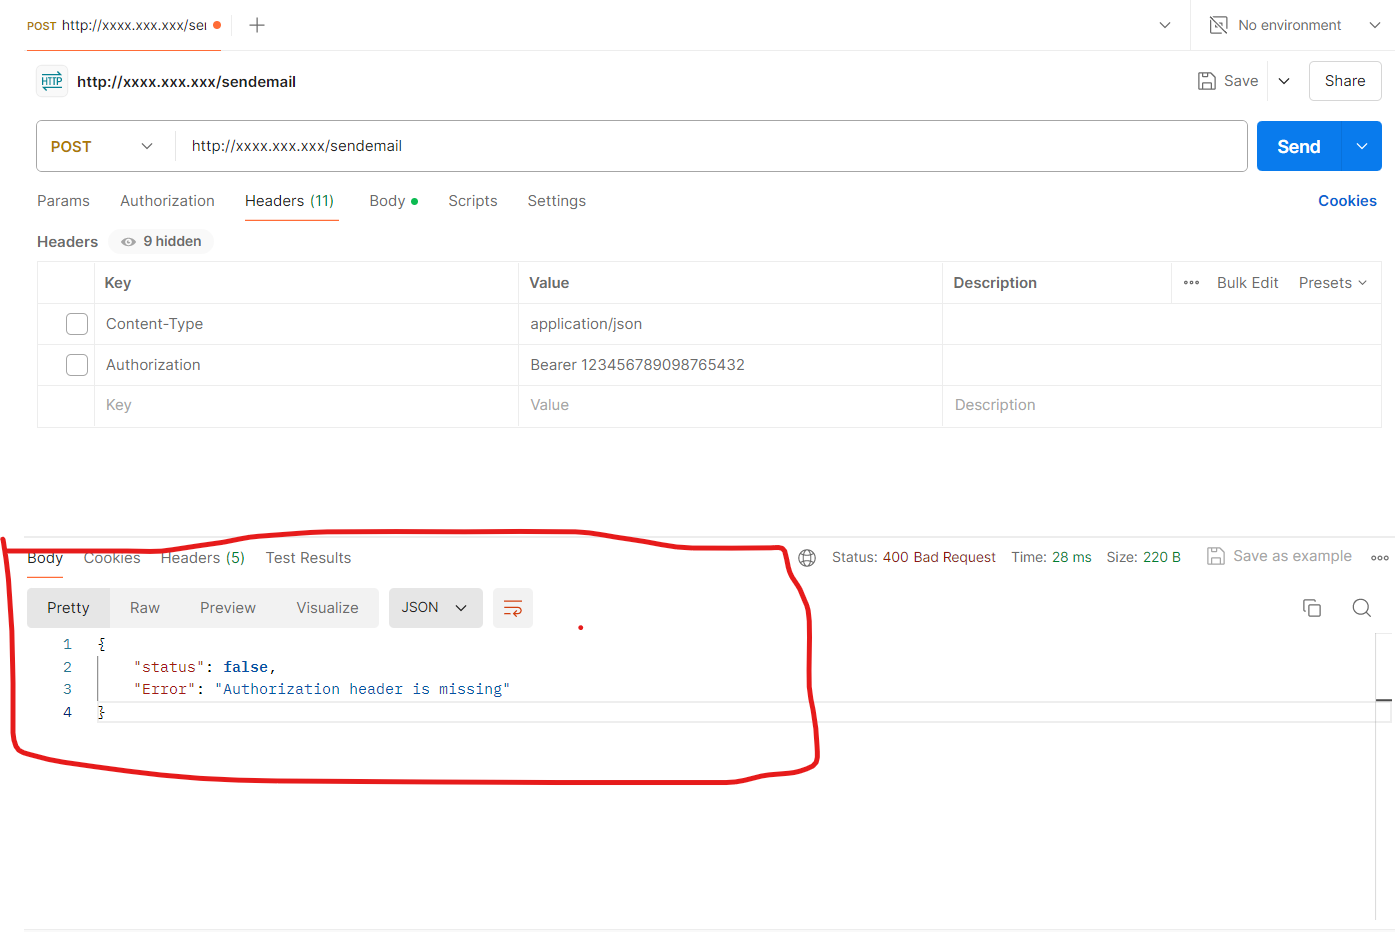 POST http://xxxx.xxx.xxx/se
No environment
HTTP http://xxxx.xxx.xxx/sendemail
Save
Share
POST http://xxxx.xxx.xxx/sendemail
Send
Params Authorization Headers (11) Body Scripts Settings Cookies
Headers 9 hidden
Key Value Description ••• Bulk Edit Presets
Content-Type application/json
Authorization Bearer 123456789098765432
Key Value Description
Body Cookies Headers (5) Test Results Status: 400 Bad Request Time: 28 ms Size: 220 B Save as example
Pretty Raw Preview Visualize JSON
1 {
2 "status": false,
3 "Error": "Authorization header is missing"
4 }